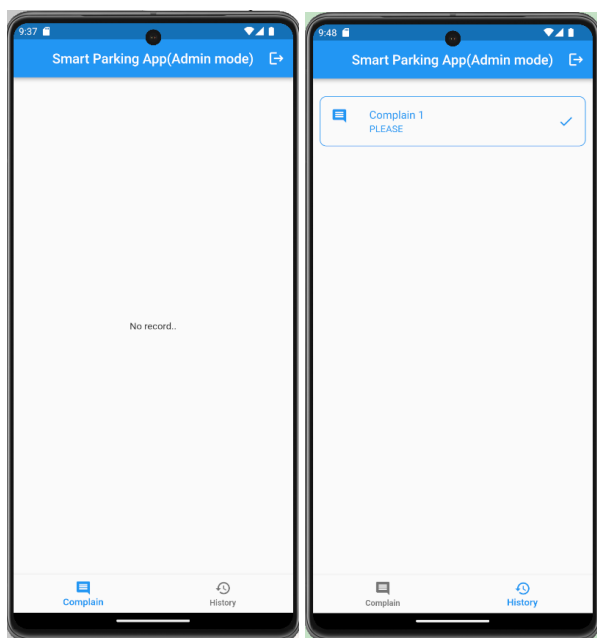 9:37
Smart Parking App(Admin mode)
No record..
Complain
History
9:48
Smart Parking App(Admin mode)
Complain 1
PLEASE
Complain
History